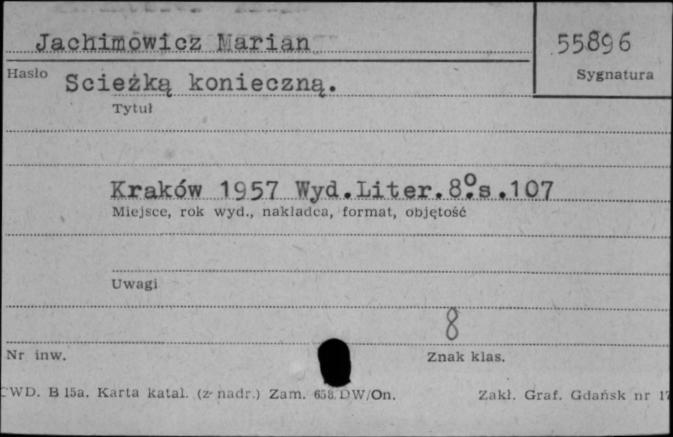 Jachimowicz Marian 55896
Hasło Sygnatura
Scieżką konieczną.
Tytuł
Kraków 1957 Wyd.Liter.8°.s.107
Miejsce, rok wyd., nakładca, format, objętość
Uwagi
8
Nr inw. Znak klas.
WD. B 15a. Karta katal. (z nadr.) Zam. 658. DW/On. Zakł. Graf. Gdańsk nr 17